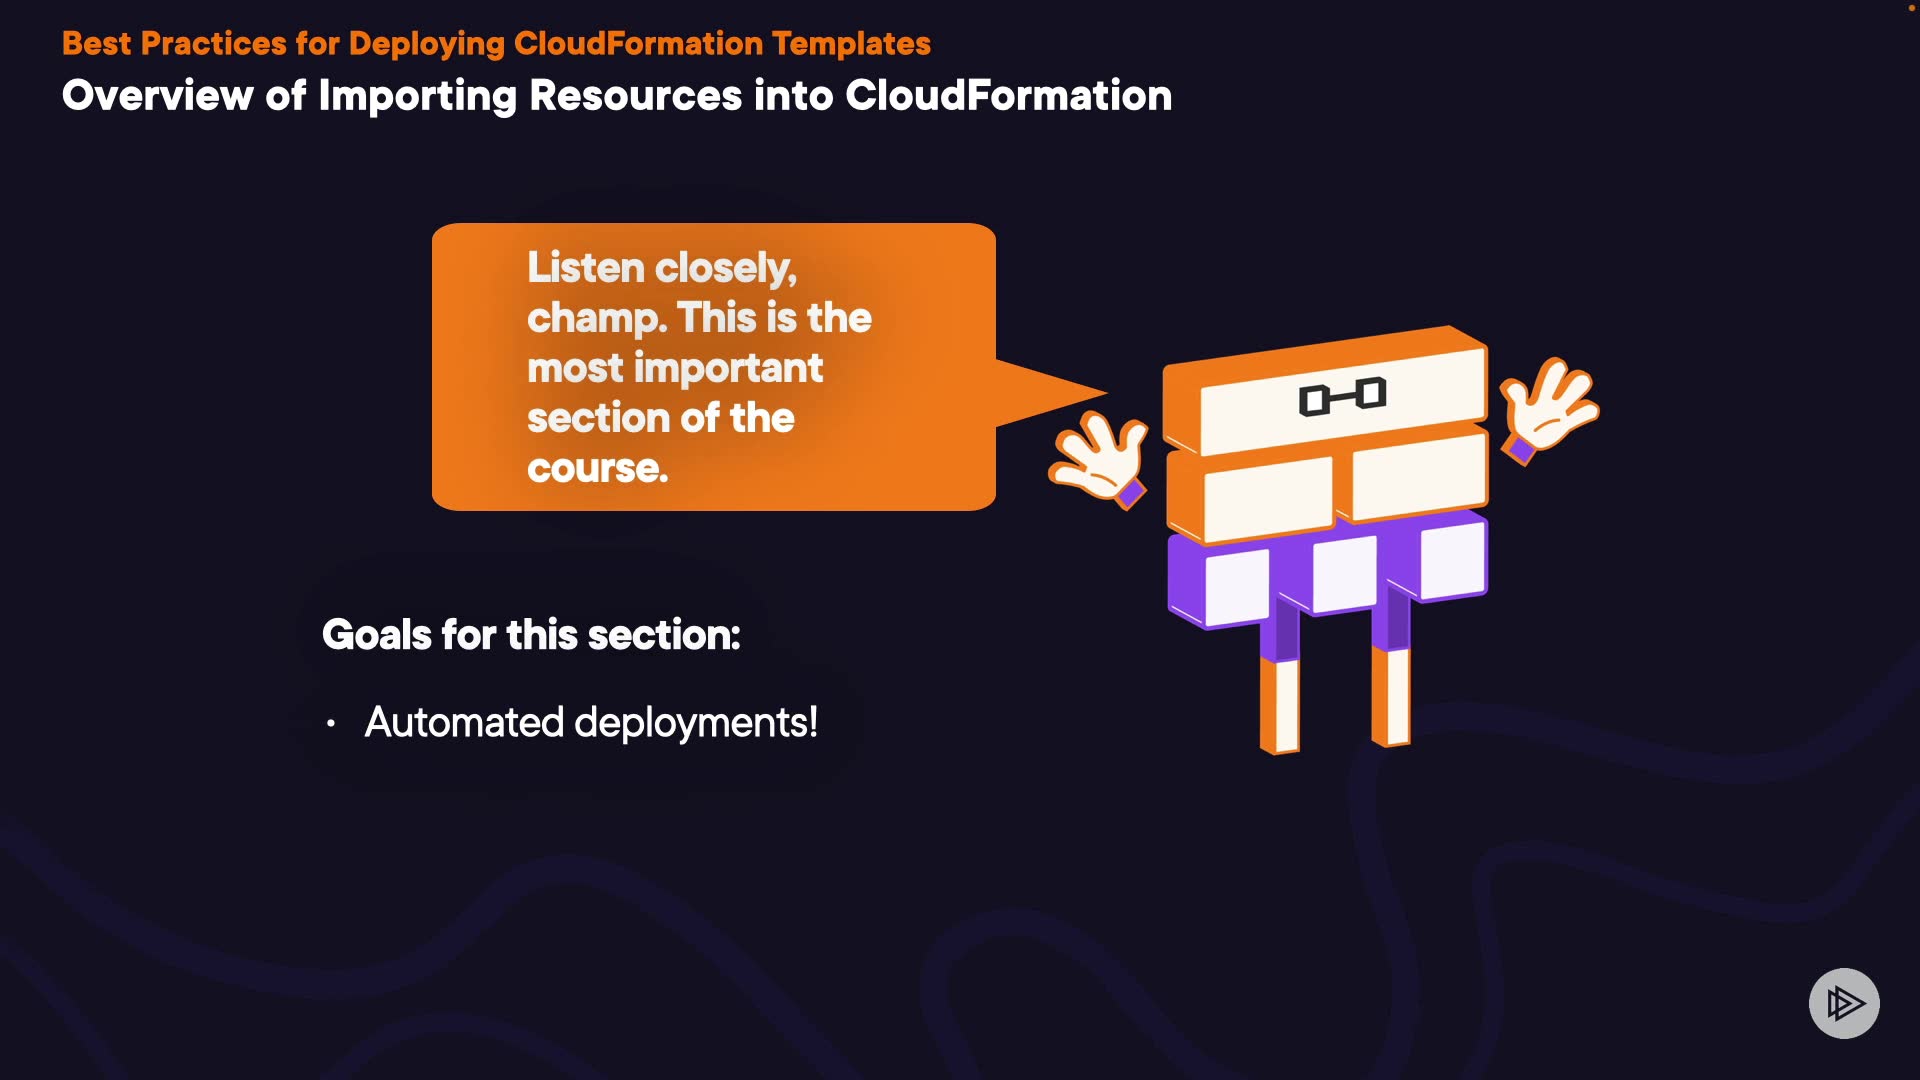 Best Practices for Deploying CloudFormation Templates
Overview of Importing Resources into CloudFormation
Listen closely,
champ. This is the
most important
section of the
course.
Goals for this section:
• Automated deployments!